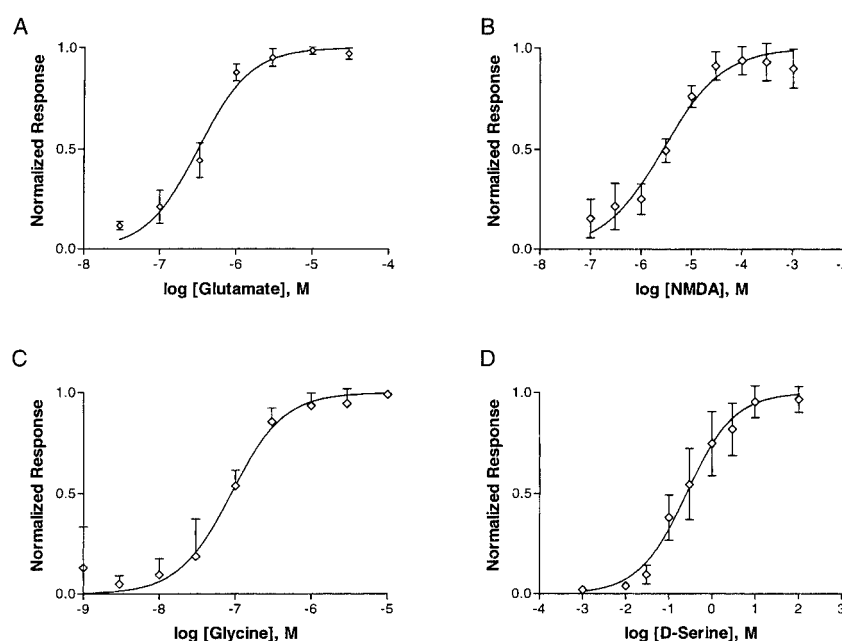 A
Normalized Response
1.0
0.5
0.0
-8 -7 -6 -5 -4
log [Glutamate], M
B
Normalized Response
1.0
0.5
0.0
-8 -7 -6 -5 -4 -3 -2
log [NMDA], M
C
Normalized Response
1.0
0.5
0.0
-9 -8 -7 -6 -5
log [Glycine], M
D
Normalized Response
1.0
0.5
0.0
-4 -3 -2 -1 0 1 2 3
log [D-Serine], M